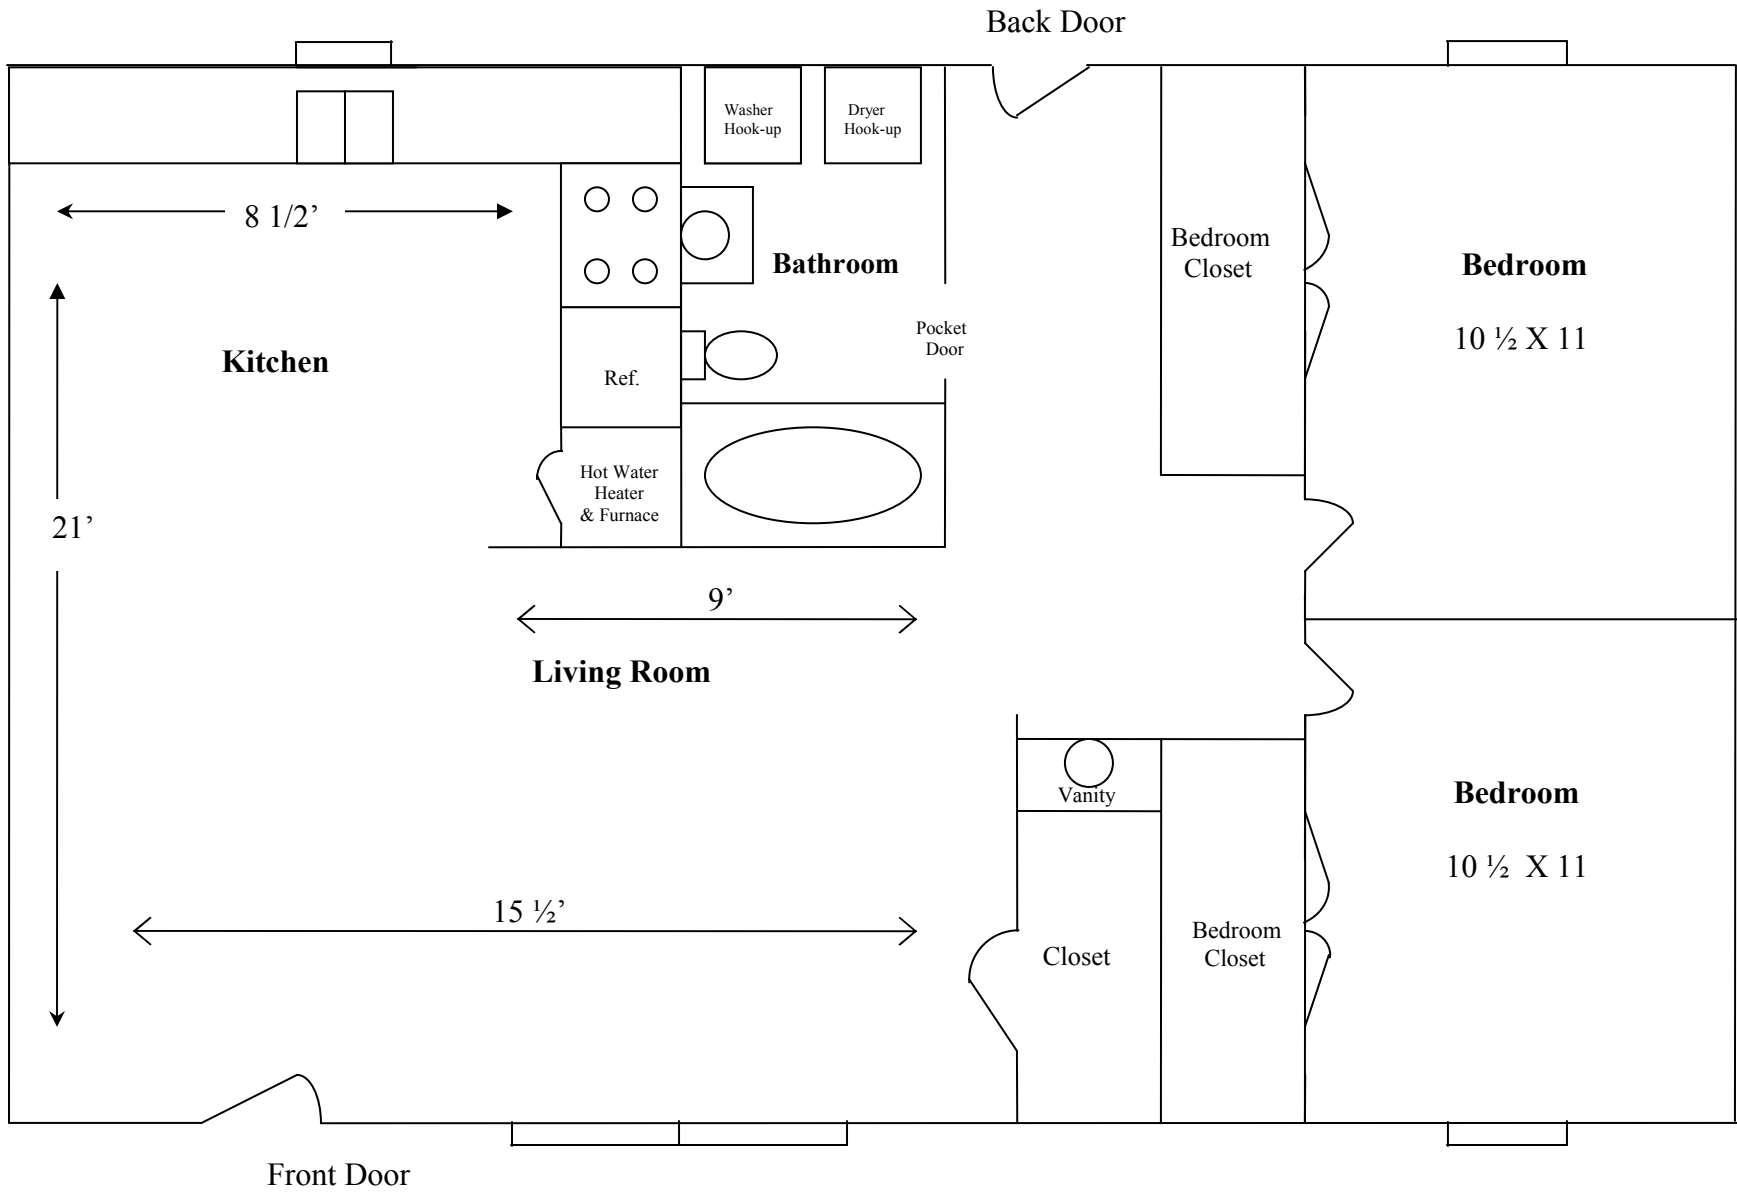 Back Door
Washer
Hook-up
Dryer
Hook-up
8 1/2’
Bathroom
Bedroom
Closet
Bedroom
10 ½ X 11
Kitchen
Pocket
Door
Ref.
Hot Water
Heater
& Furnace
21’
9’
Living Room
Vanity
Bedroom
10 ½ X 11
15 ½’
Closet
Bedroom
Closet
Front Door